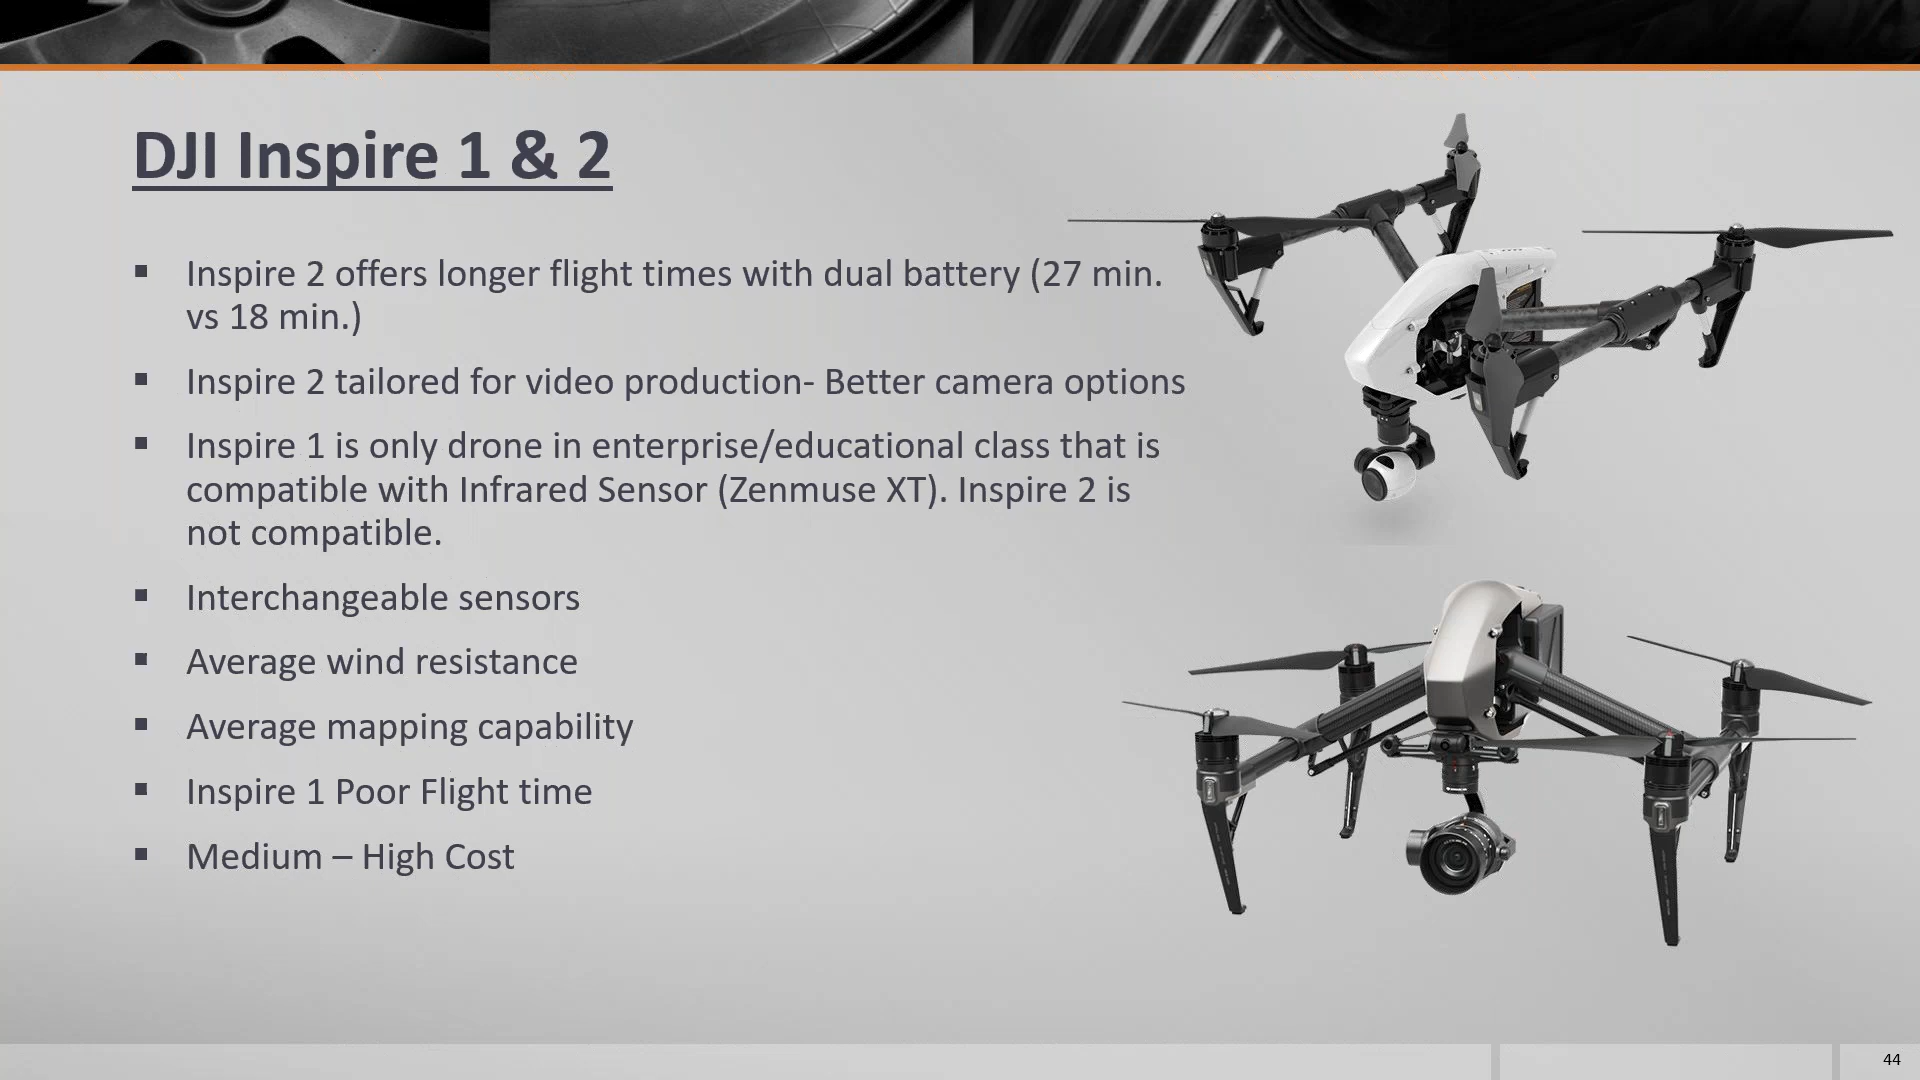 DJI Inspire 1 & 2
▪ Inspire 2 offers longer flight times with dual battery (27 min.
vs 18 min.)
▪ Inspire 2 tailored for video production- Better camera options
▪ Inspire 1 is only drone in enterprise/educational class that is
compatible with Infrared Sensor (Zenmuse XT). Inspire 2 is
not compatible.
▪ Interchangeable sensors
▪ Average wind resistance
▪ Average mapping capability
▪ Inspire 1 Poor Flight time
▪ Medium – High Cost
44